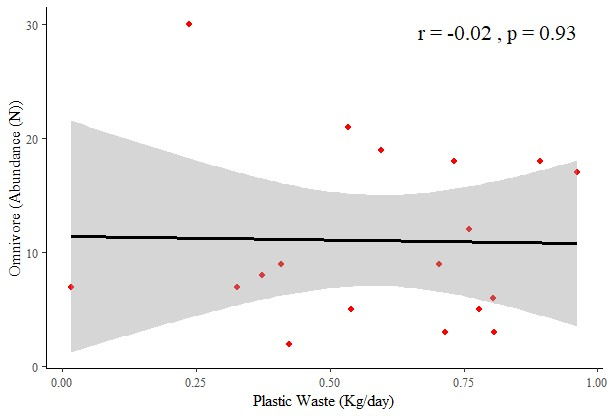 r = -0.02 , p = 0.93
Omnivore (Abundance (N))
30
20
10
0
0.00 0.25 0.50 0.75 1.00
Plastic Waste (Kg/day)